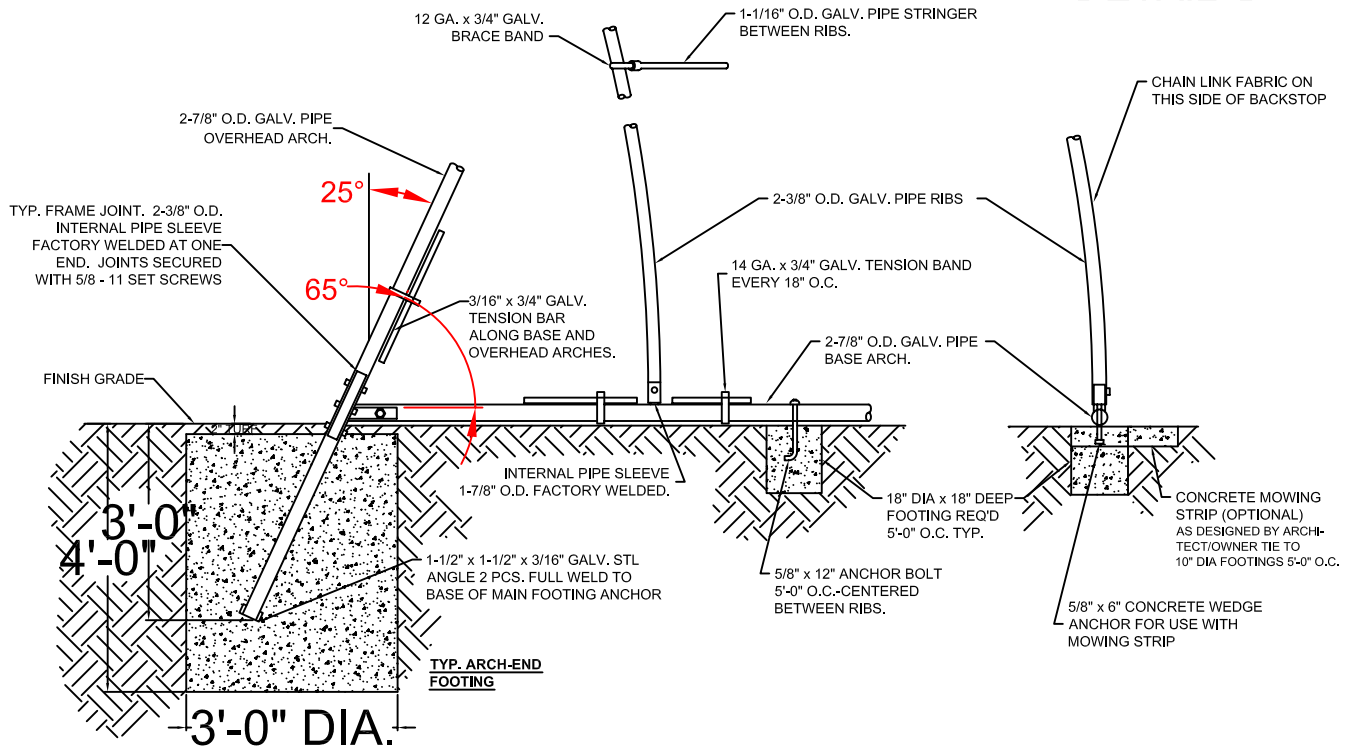 12 GA. x 3/4" GALV.
BRACE BAND
1-1/16" O.D. GALV. PIPE STRINGER
BETWEEN RIBS.
CHAIN LINK FABRIC ON
THIS SIDE OF BACKSTOP
2-7/8" O.D. GALV. PIPE
OVERHEAD ARCH.
25°
TYP. FRAME JOINT. 2-3/8" O.D.
INTERNAL PIPE SLEEVE
FACTORY WELDED AT ONE
END. JOINTS SECURED
WITH 5/8 - 11 SET SCREWS
2-3/8" O.D. GALV. PIPE RIBS
65°
3/16" x 3/4" GALV.
TENSION BAR
ALONG BASE AND
OVERHEAD ARCHES.
14 GA. x 3/4" GALV. TENSION BAND
EVERY 18" O.C.
2-7/8" O.D. GALV. PIPE
BASE ARCH.
FINISH GRADE
2" TURF
INTERNAL PIPE SLEEVE
1-7/8" O.D. FACTORY WELDED.
18" DIA x 18" DEEP
FOOTING REQ'D
5'-0" O.C. TYP.
CONCRETE MOWING
STRIP (OPTIONAL)
AS DESIGNED BY ARCHI-
TECT/OWNER TIE TO
10" DIA FOOTINGS 5'-0" O.C.
3'-0"
4'-0"
1-1/2" x 1-1/2" x 3/16" GALV. STL
ANGLE 2 PCS. FULL WELD TO
BASE OF MAIN FOOTING ANCHOR
5/8" x 12" ANCHOR BOLT
5'-0" O.C.-CENTERED
BETWEEN RIBS.
5/8" x 6" CONCRETE WEDGE
ANCHOR FOR USE WITH
MOWING STRIP
TYP. ARCH-END
FOOTING
3'-0" DIA.